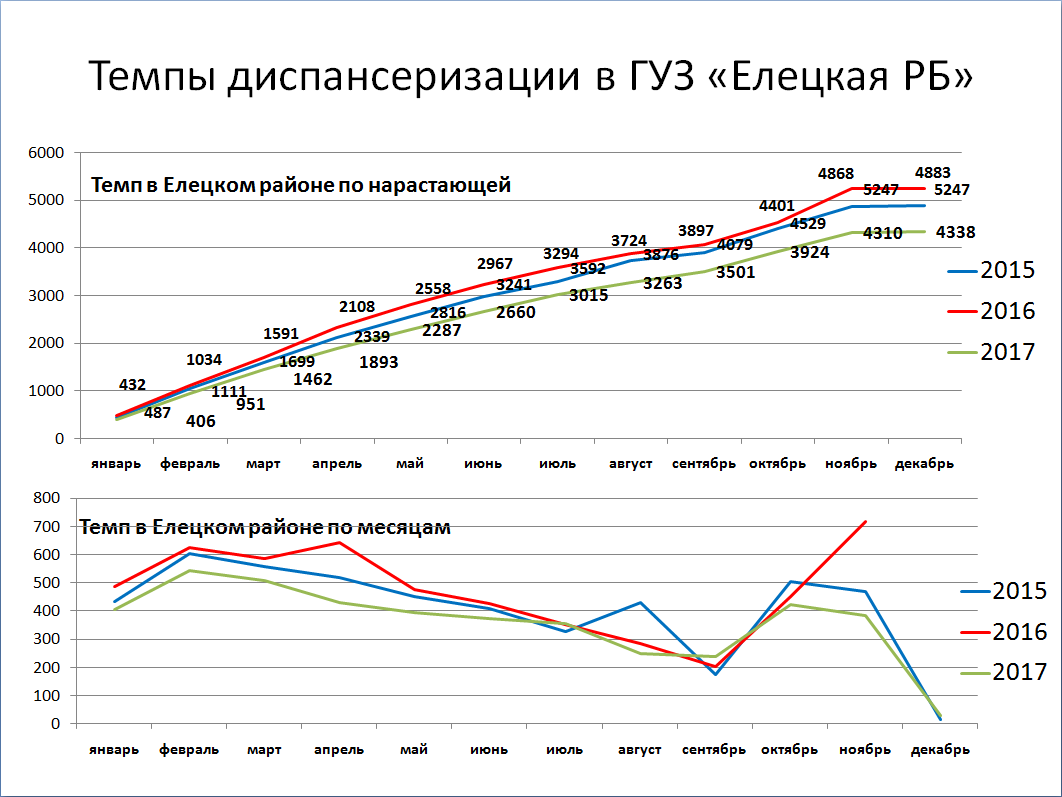 Темпы диспансеризации в ГУЗ «Елецкая РБ»
Темп в Елецком районе по нарастающей
6000
5000
4000
3000
2000
1000
0
432 1034 1591 2108 2558 2967 3294 3724 3897 4401 4868 4883
487 1111 1699 2339 2816 3241 3592 3876 4079 4529 5247 5247
406 951 1462 1893 2287 2660 3015 3263 3501 3924 4310 4338
январь февраль март апрель май июнь июль август сентябрь октябрь ноябрь декабрь
2015
2016
2017
Темп в Елецком районе по месяцам
800
700
600
500
400
300
200
100
0
январь февраль март апрель май июнь июль август сентябрь октябрь ноябрь декабрь
2015
2016
2017